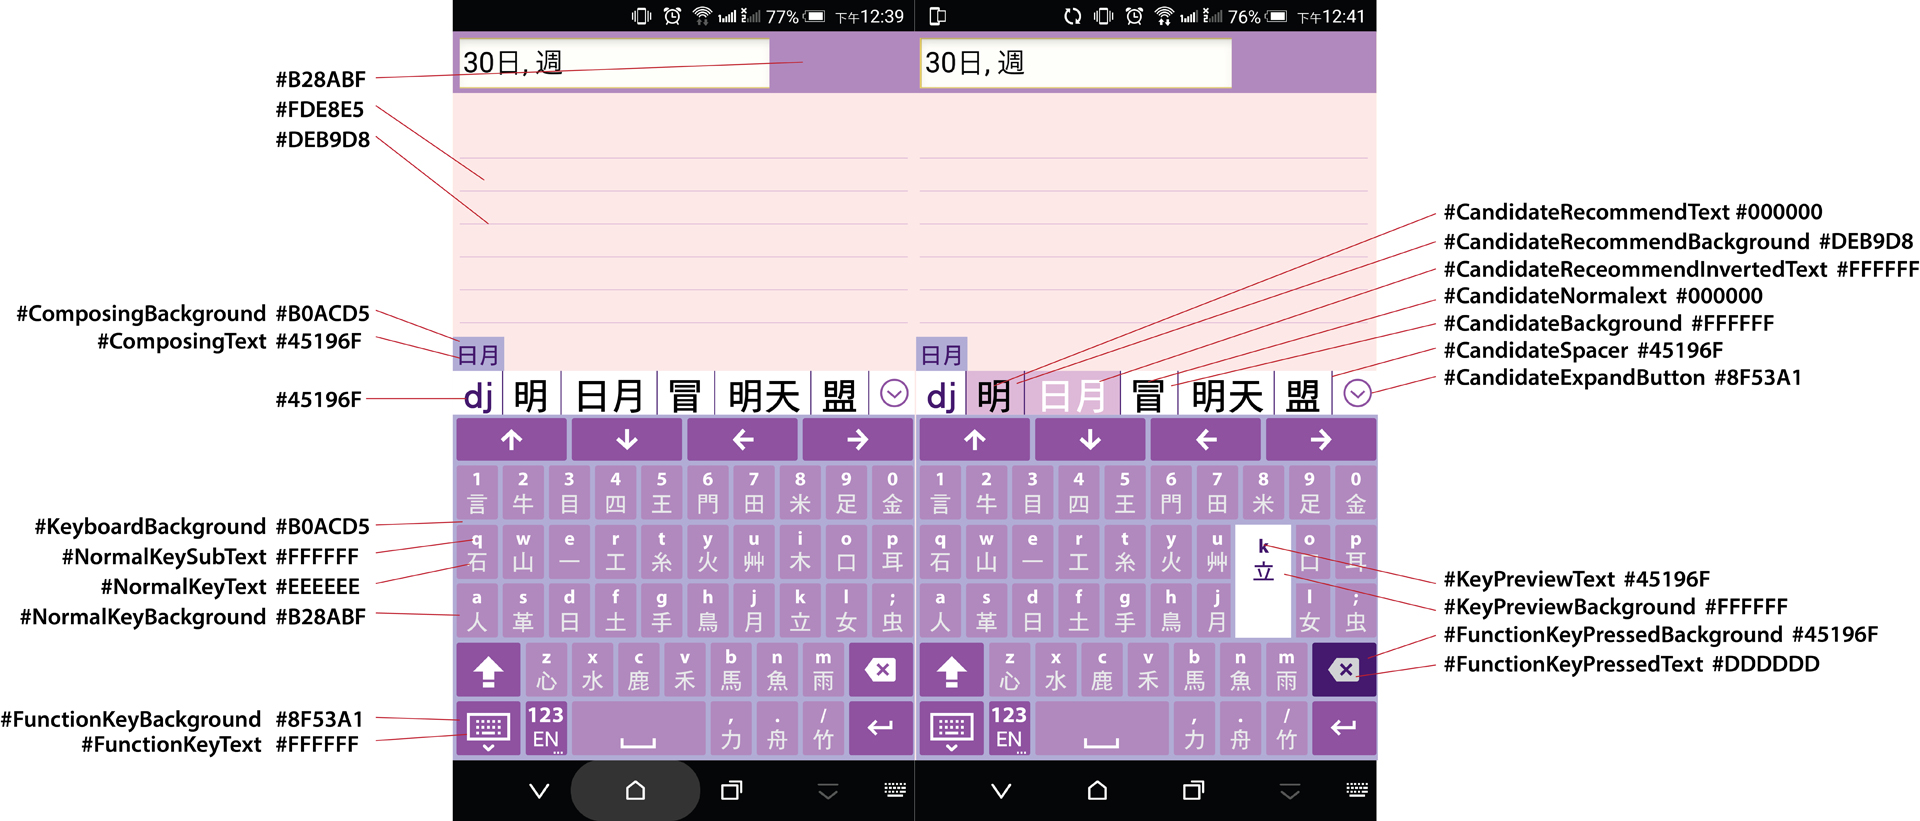 77% 下午12:39
76% 下午12:41
30日, 週
30日, 週
#B28ABF
#FDE8E5
#DEB9D8
#CandidateRecommendText #000000
#CandidateRecommendBackground #DEB9D8
#CandidateReceommendInvertedText #FFFFFF
#CandidateNormalext #000000
#CandidateBackground #FFFFFF
#CandidateSpacer #45196F
#CandidateExpandButton #8F53A1
#ComposingBackground #B0ACD5
#ComposingText #45196F
日月
日月
#45196F
dj 明 日月 冒 明天 盟
dj 明 日月 冒 明天 盟
1 2 3 4 5 6 7 8 9 0
言 牛 目 四 王 門 田 米 足 金
1 2 3 4 5 6 7 8 9 0
言 牛 目 四 王 門 田 米 足 金
#KeyboardBackground #B0ACD5
#NormalKeySubText #FFFFFF
#NormalKeyText #EEEEEE
#NormalKeyBackground #B28ABF
q w e r t y u i o p
石 山 一 工 糸 火 艸 木 口 耳
q w e r t y u o p
石 山 一 工 糸 火 艸 口 耳
k
立
a s d f g h j k l ;
人 革 日 土 手 鳥 月 立 女 虫
a s d f g h j l ;
人 革 日 土 手 鳥 月 女 虫
#KeyPreviewText #45196F
#KeyPreviewBackground #FFFFFF
#FunctionKeyPressedBackground #45196F
#FunctionKeyPressedText #DDDDDD
z x c v b n m
心 水 鹿 禾 馬 魚 雨
z x c v b n m
心 水 鹿 禾 馬 魚 雨
#FunctionKeyBackground #8F53A1
#FunctionKeyText #FFFFFF
123 , . /
EN... 力 舟 竹
123 , . /
EN... 力 舟 竹